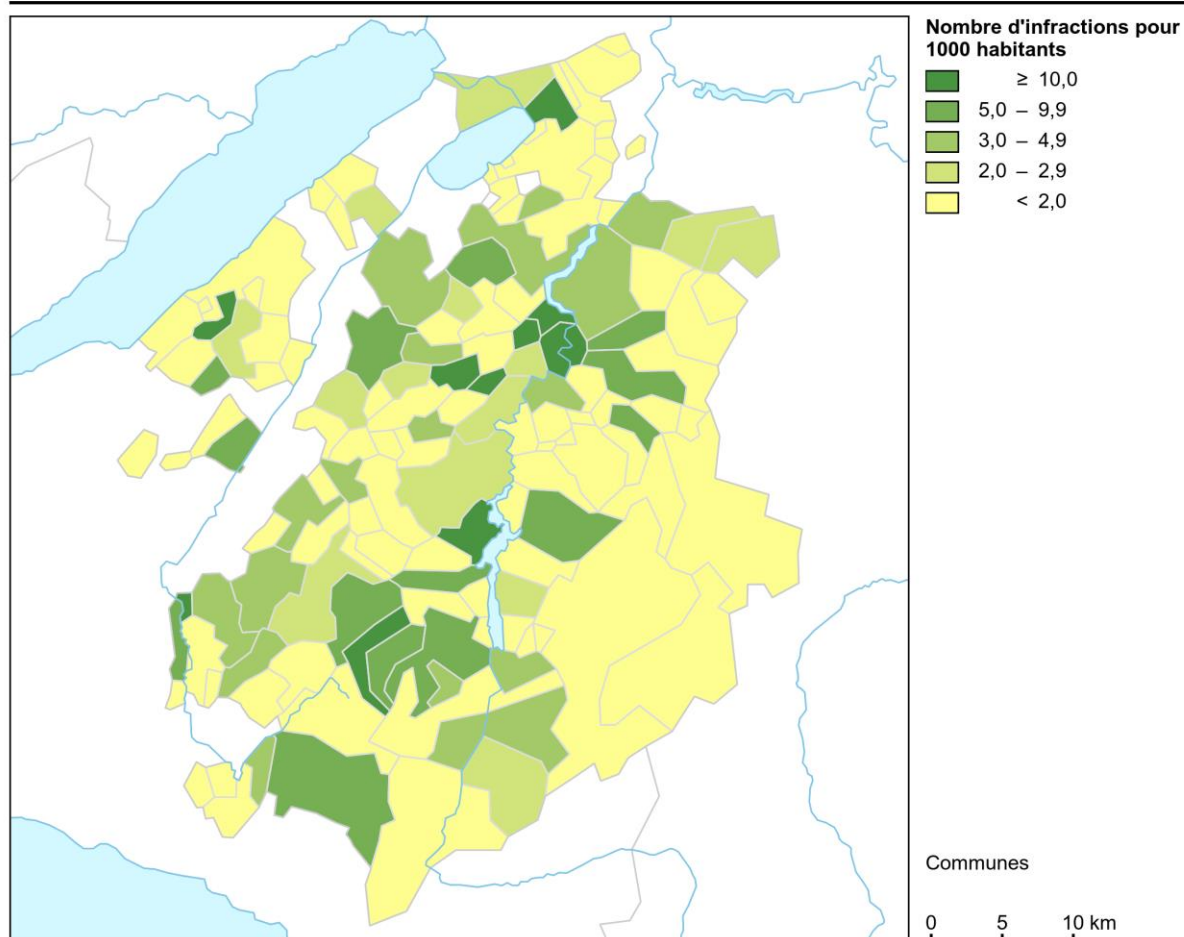 Nombre d'infractions pour
1000 habitants
≥ 10,0
5,0 – 9,9
3,0 – 4,9
2,0 – 2,9
< 2,0
Communes
0 5 10 km